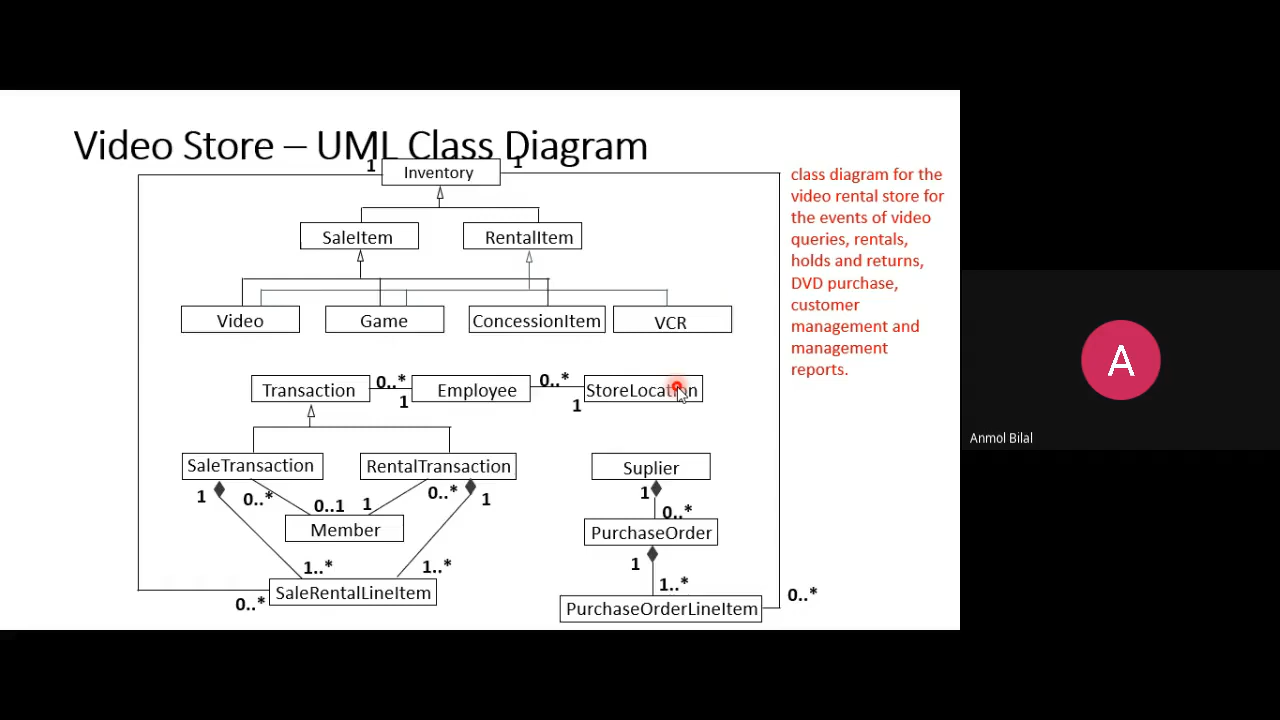 Video Store – UML Class Diagram
1
Inventory
1
SaleItem
RentalItem
Video
Game
ConcessionItem
VCR
Transaction
0..*
1
Employee
0..*
1
StoreLocation
SaleTransaction
RentalTransaction
1
0..*
0..1
1
0..*
1
Member
1..*
1..*
SaleRentalLineItem
0..*
Suplier
1
0..*
PurchaseOrder
1
1..*
PurchaseOrderLineItem
0..*
class diagram for the
video rental store for
the events of video
queries, rentals,
holds and returns,
DVD purchase,
customer
management and
management
reports.
A
Anmol Bilal